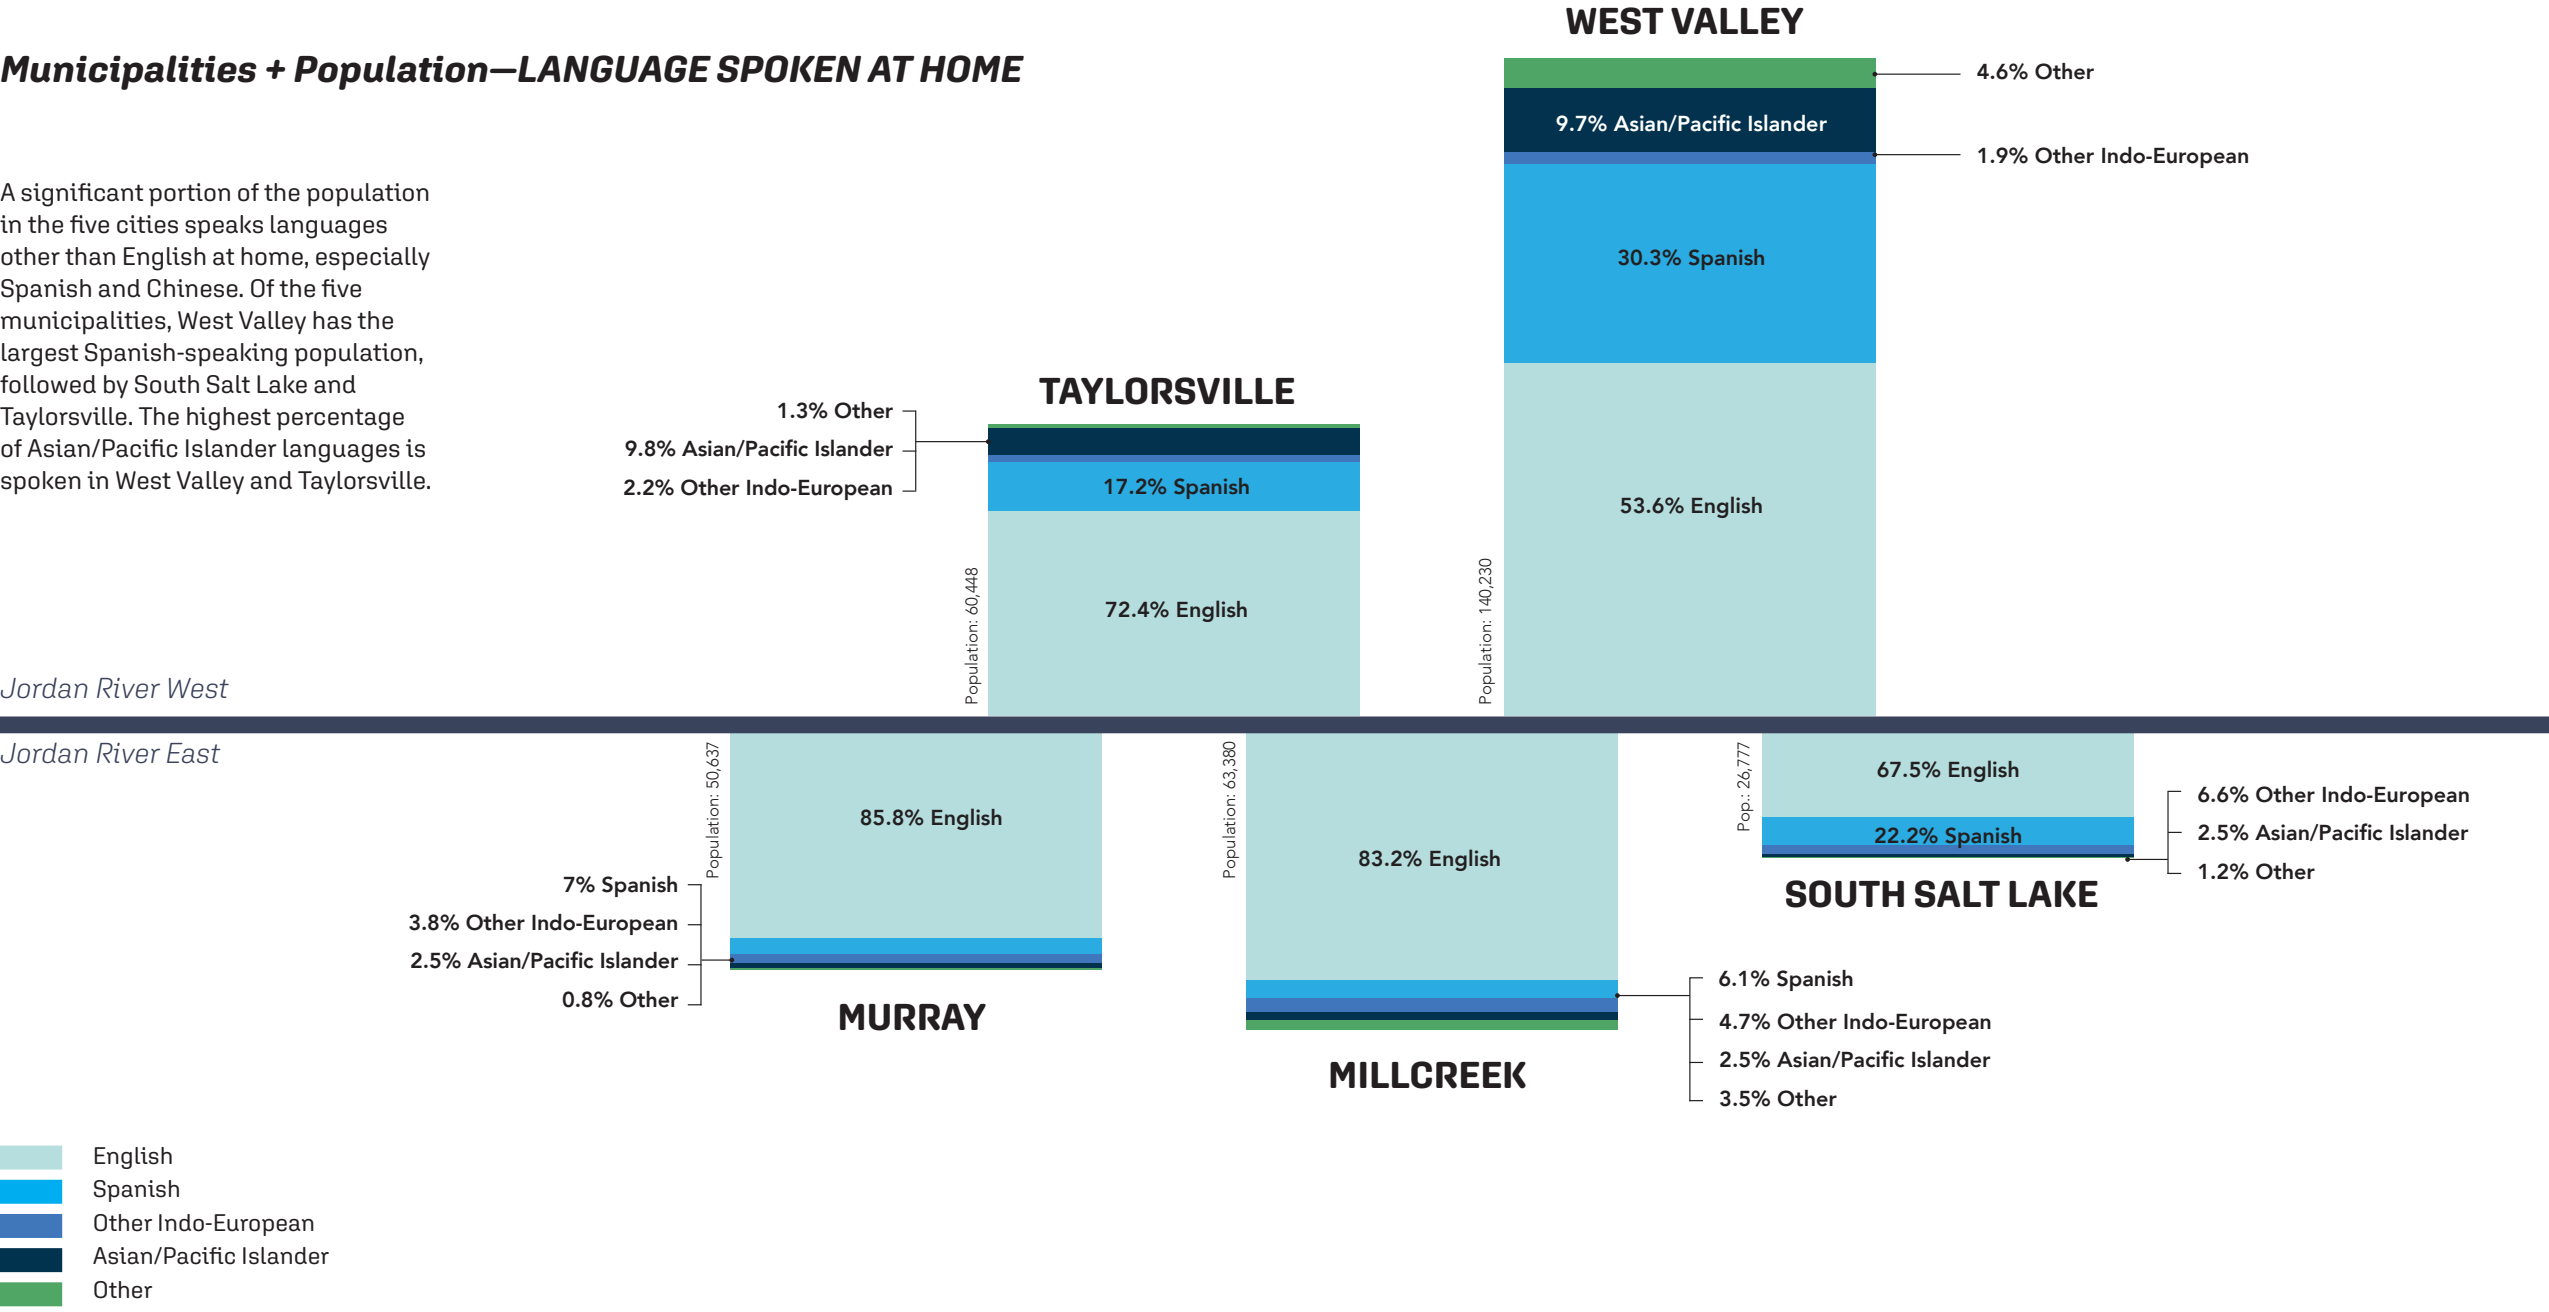 Municipalities + Population—LANGUAGE SPOKEN AT HOME
A significant portion of the population
in the five cities speaks languages
other than English at home, especially
Spanish and Chinese. Of the five
municipalities, West Valley has the
largest Spanish-speaking population,
followed by South Salt Lake and
Taylorsville. The highest percentage
of Asian/Pacific Islander languages is
spoken in West Valley and Taylorsville.
WEST VALLEY
4.6% Other
9.7% Asian/Pacific Islander
1.9% Other Indo-European
30.3% Spanish
53.6% English
Population: 140,230
TAYLORSVILLE
1.3% Other
9.8% Asian/Pacific Islander
2.2% Other Indo-European
17.2% Spanish
72.4% English
Population: 60,448
Jordan River West
Jordan River East
Population: 50,637
85.8% English
7% Spanish
3.8% Other Indo-European
2.5% Asian/Pacific Islander
0.8% Other
MURRAY
Population: 63,380
83.2% English
6.1% Spanish
4.7% Other Indo-European
2.5% Asian/Pacific Islander
3.5% Other
MILLCREEK
Pop.: 26,777
67.5% English
22.2% Spanish
6.6% Other Indo-European
2.5% Asian/Pacific Islander
1.2% Other
SOUTH SALT LAKE
English
Spanish
Other Indo-European
Asian/Pacific Islander
Other